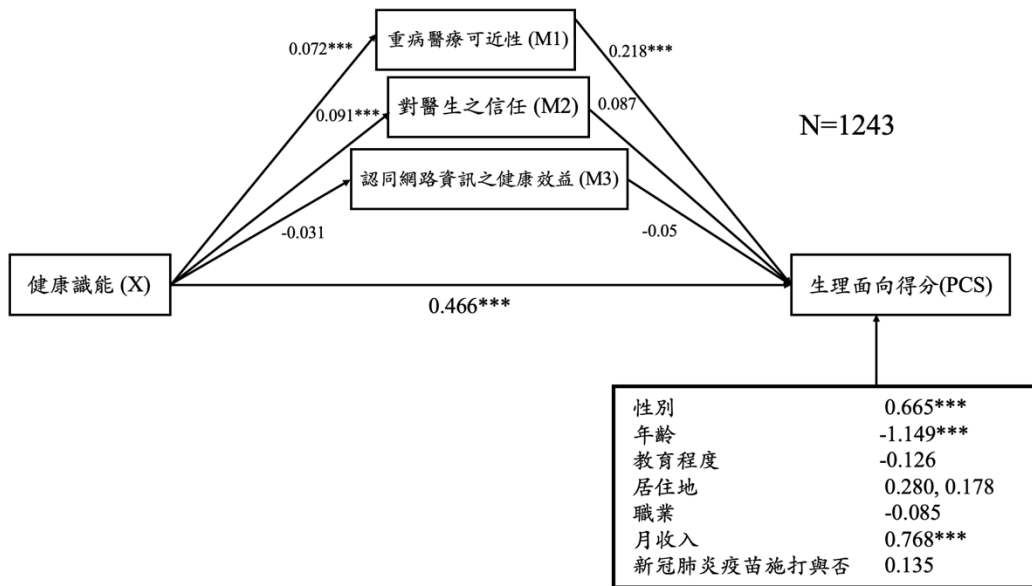 重病醫療可近性 (M1)
0.072***
0.218***
對醫生之信任 (M2)
0.091***
0.087
N=1243
認同網路資訊之健康效益 (M3)
-0.031
-0.05
健康識能 (X)
生理面向得分(PCS)
0.466***
性別 0.665***
年齡 -1.149***
教育程度 -0.126
居住地 0.280, 0.178
職業 -0.085
月收入 0.768***
新冠肺炎疫苗施打與否 0.135